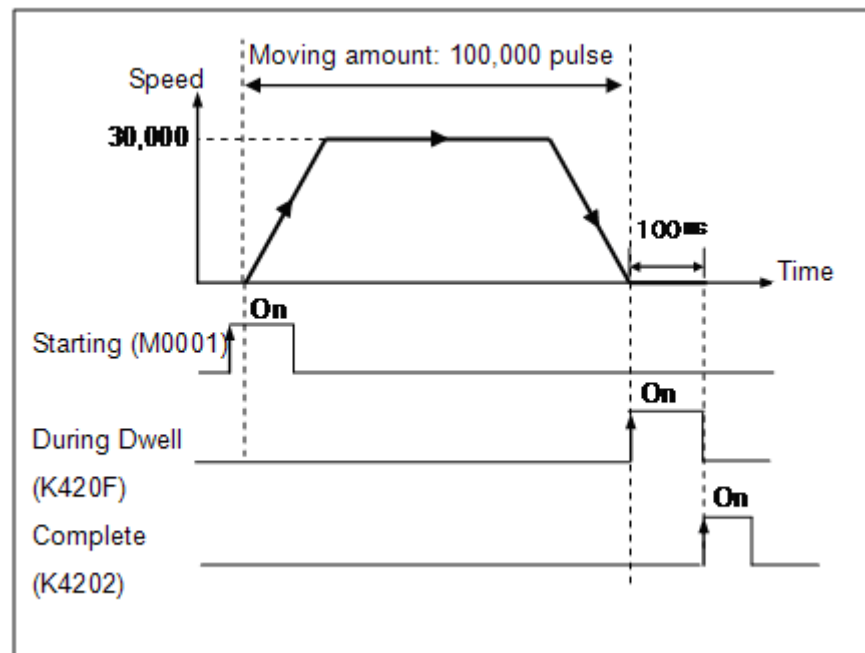 Moving amount: 100,000 pulse
Speed
30,000
100ms
Time
On
Starting (M0001)
On
During Dwell
(K420F)
On
Complete
(K4202)